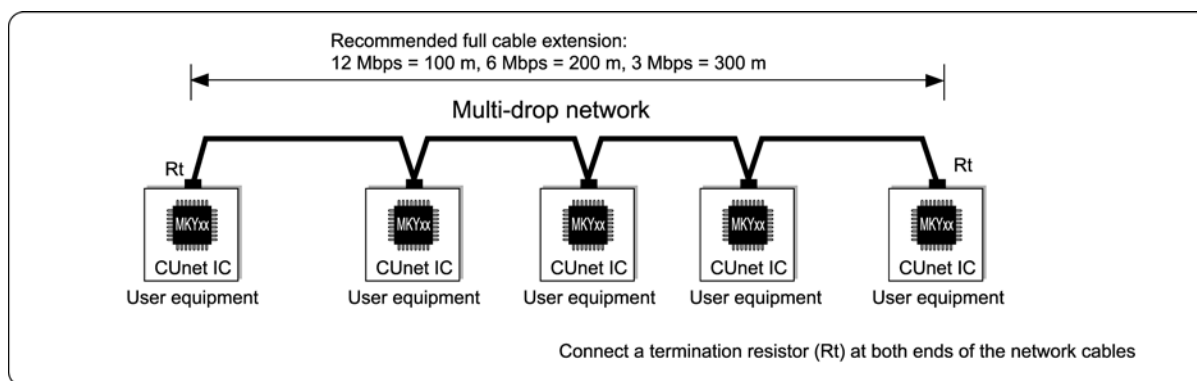 Recommended full cable extension:
12 Mbps = 100 m, 6 Mbps = 200 m, 3 Mbps = 300 m
Multi-drop network
Rt
Rt
MKYxx
MKYxx
MKYxx
MKYxx
MKYxx
CUnet IC
CUnet IC
CUnet IC
CUnet IC
CUnet IC
User equipment
User equipment
User equipment
User equipment
User equipment
Connect a termination resistor (Rt) at both ends of the network cables